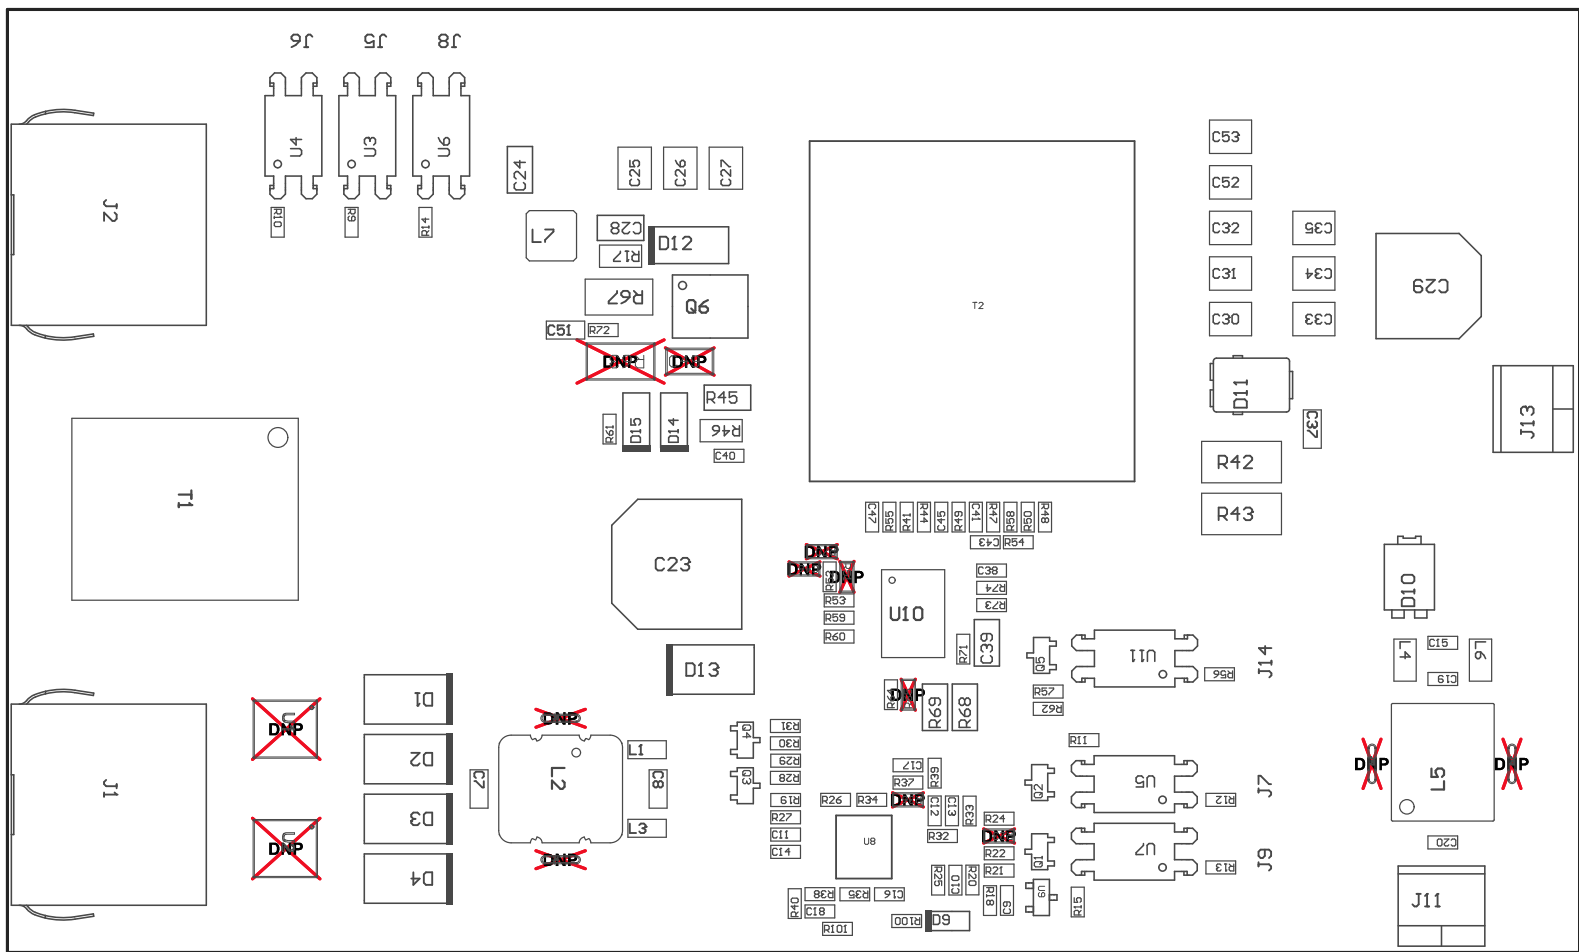 J6 J5 J8
U4 U3 U6
R10 R9 R14
J2
C24 C25 C26 C27
L7 C28 D12
R17
R67 Q6
C51 R72
DNP DNP
R45
R61 D15 D14 R46
C40
T2
C53
C52
C32 C35
C31 C34
C30 C33
C29
D11 C37
J13
R42
R43
T1
C23
C47 R55 R41 R44 C45 R49 C41 R47 R58 R50 R48
C43 R54
DNP
DNP DNP
R53
R59
R60
U10
C38
R74
R73
R71 C39
Q5 U11 R56 J14
R57
R62
D10
L4 C15 L6
C19
D13
DNP R69 R68
J1
DNP
DNP
D1
D2
D3
D4
C7
DNP
L2
DNP
L1
C8
L3
Q4
Q3
R31
R30
R29
R28
R19
R27
C11
C14
R26 R34
C17
R37 R39
DNP C12 C13 R33
R32
U8
R24
DNP
R22
R21
R25 C10 R20
R18 C9
R11
Q2 U5 R12 J7
Q1 U7 R13 J9
U9 R15
R40 R38 R35 C16
C18
R101
R100 D9
DNP L5 DNP
C20
J11